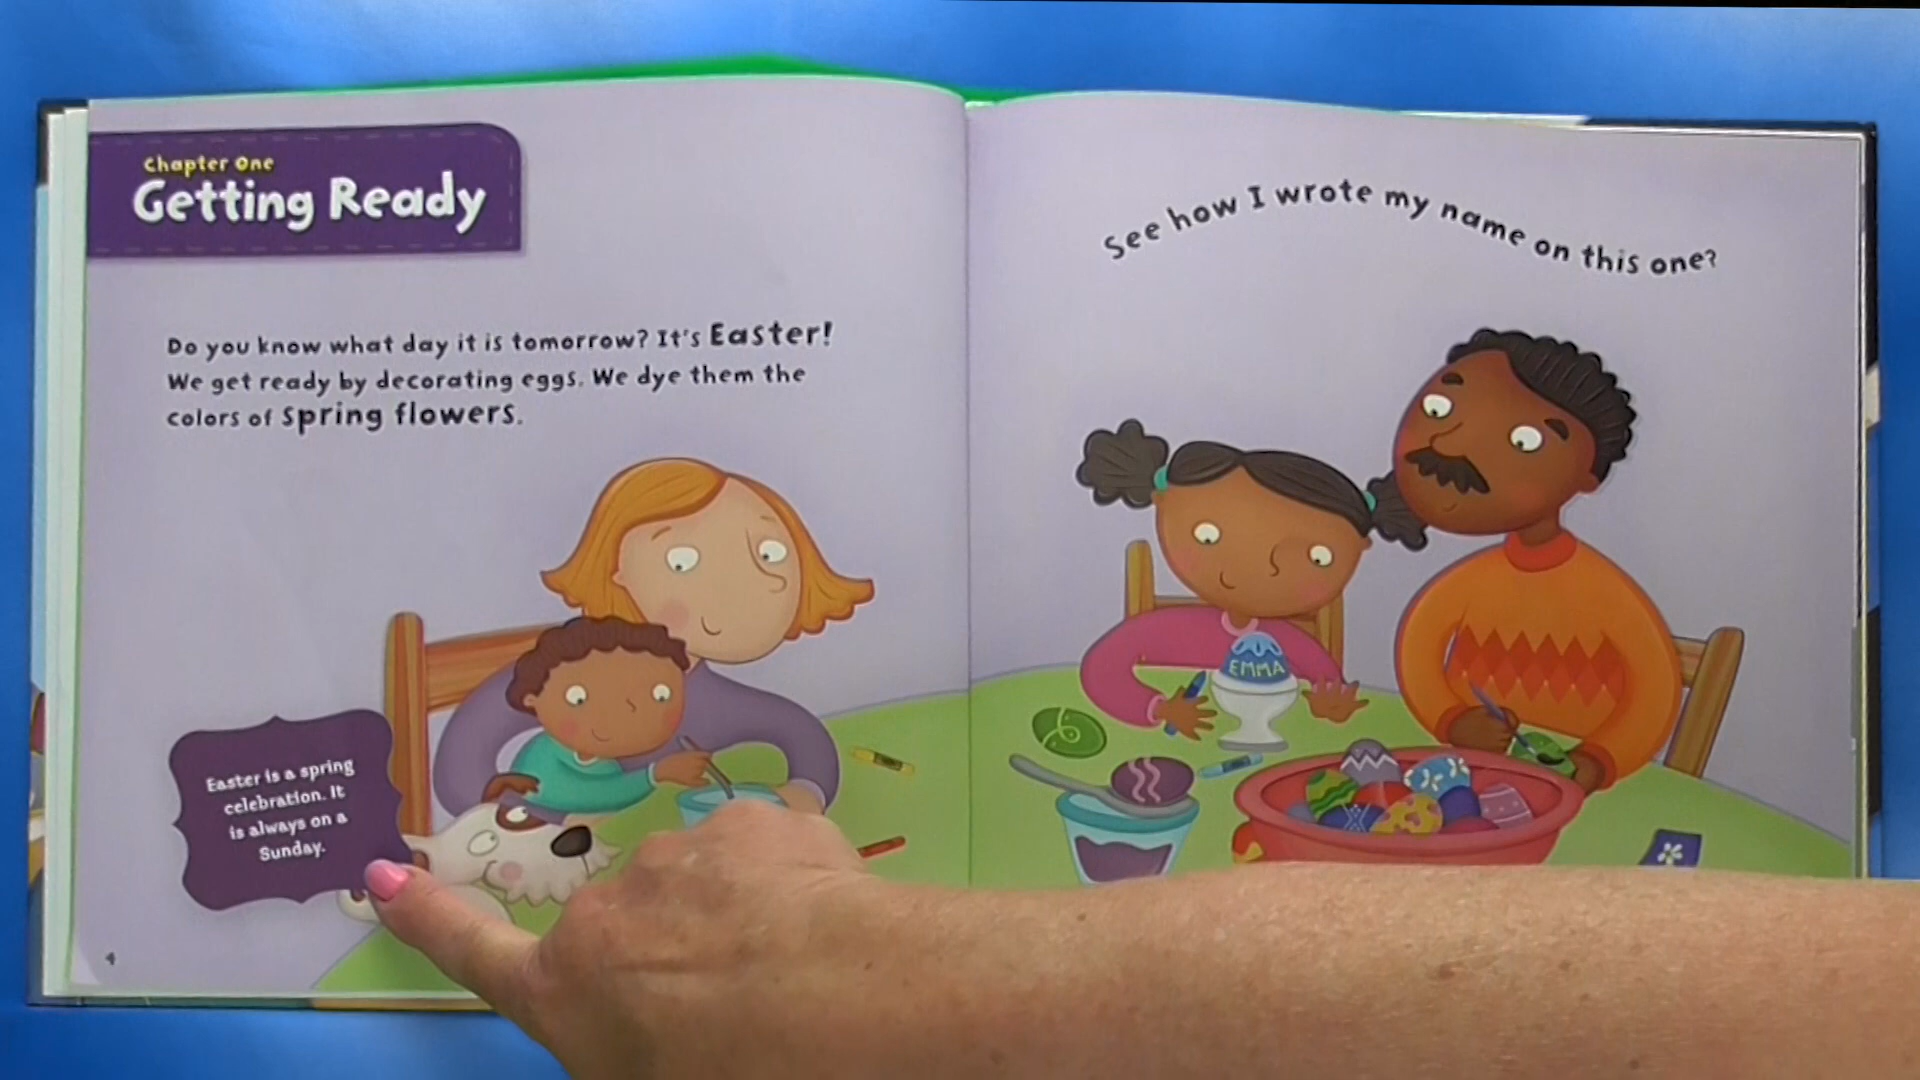 Chapter One
Getting Ready
Do you know what day it is tomorrow? It's Easter!
We get ready by decorating eggs. We dye them the
colors of spring flowers.
Easter is a spring
celebration. It
is always on a
Sunday.
4
See how I wrote my name on this one?
EMMA